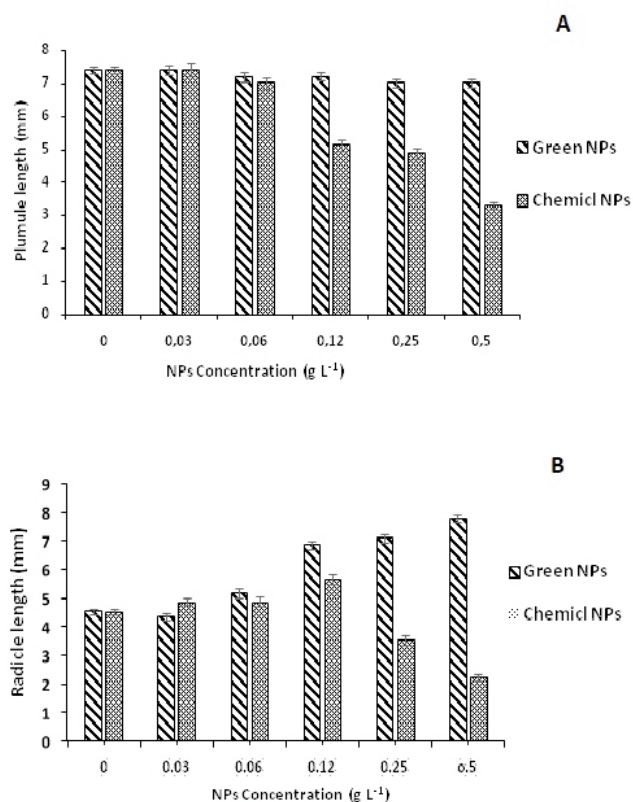 A
8
7
6
5
4
3
2
1
0
Plumule length (mm)
0 0,03 0,06 0,12 0,25 0,5
NPs Concentration (g L⁻¹)
Green NPs
Chemicl NPs
B
9
8
7
6
5
4
3
2
1
0
Radicle length (mm)
0 0.03 0.06 0.12 0.25 0.5
NPs Concentration (g L⁻¹)
Green NPs
Chemicl NPs